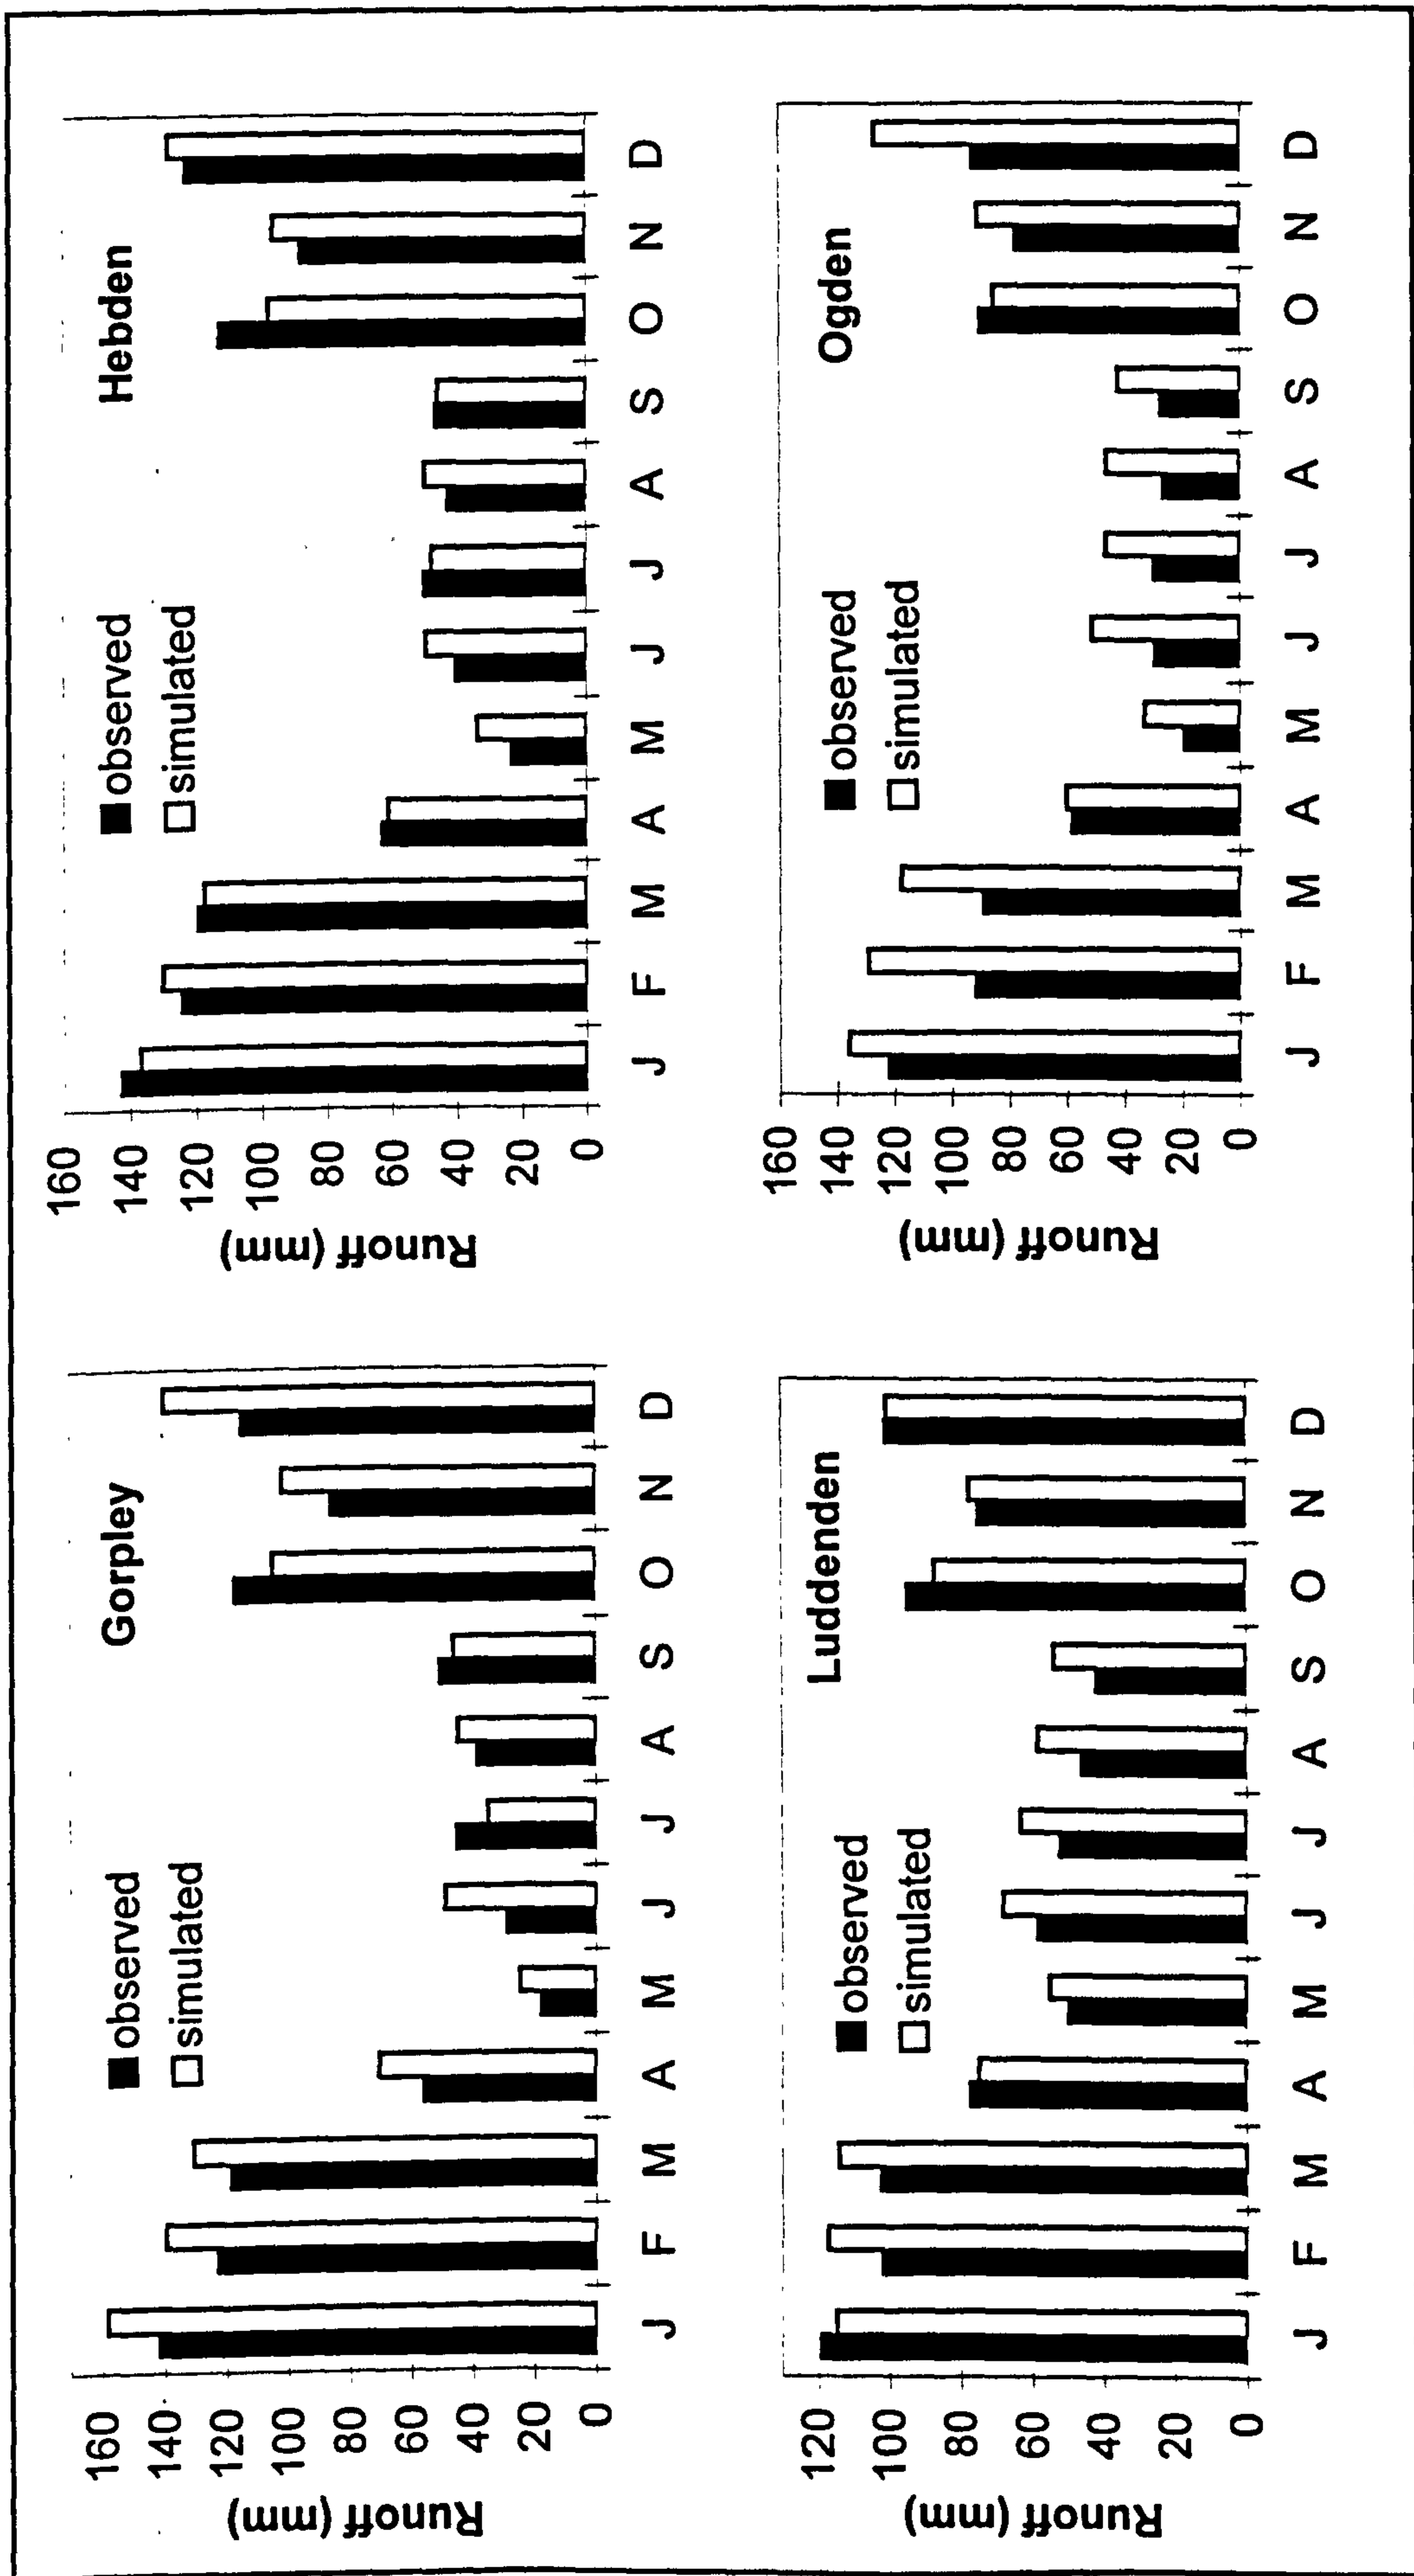 Gorpley
observed
simulated
Runoff (mm)
160
140
120
100
80
60
40
20
0
J F M A M J J A S O N D
Hebden
observed
simulated
Runoff (mm)
160
140
120
100
80
60
40
20
0
J F M A M J J A S O N D
Luddenden
observed
simulated
Runoff (mm)
120
100
80
60
40
20
0
J F M A M J J A S O N D
Ogden
observed
simulated
Runoff (mm)
160
140
120
100
80
60
40
20
0
J F M A M J J A S O N D